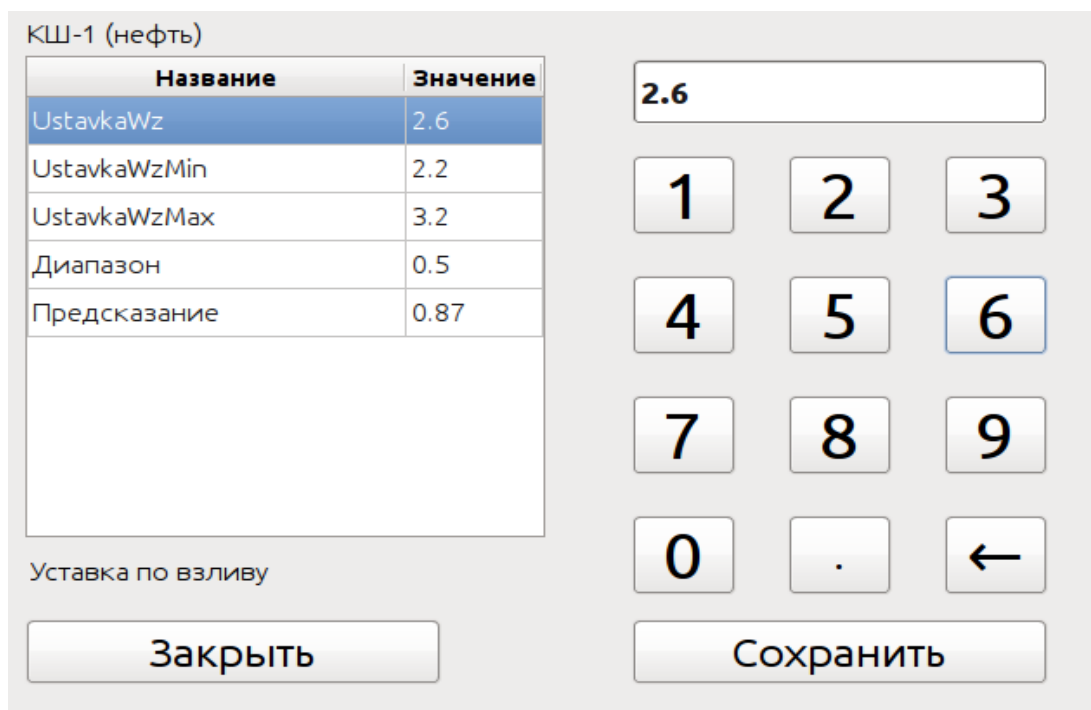 КШ-1 (нефть)
Название Значение
UstavkaWz 2.6
UstavkaWzMin 2.2
UstavkaWzMax 3.2
Диапазон 0.5
Предсказание 0.87
Уставка по взливу
Закрыть
2.6
1 2 3
4 5 6
7 8 9
0 . ←
Сохранить